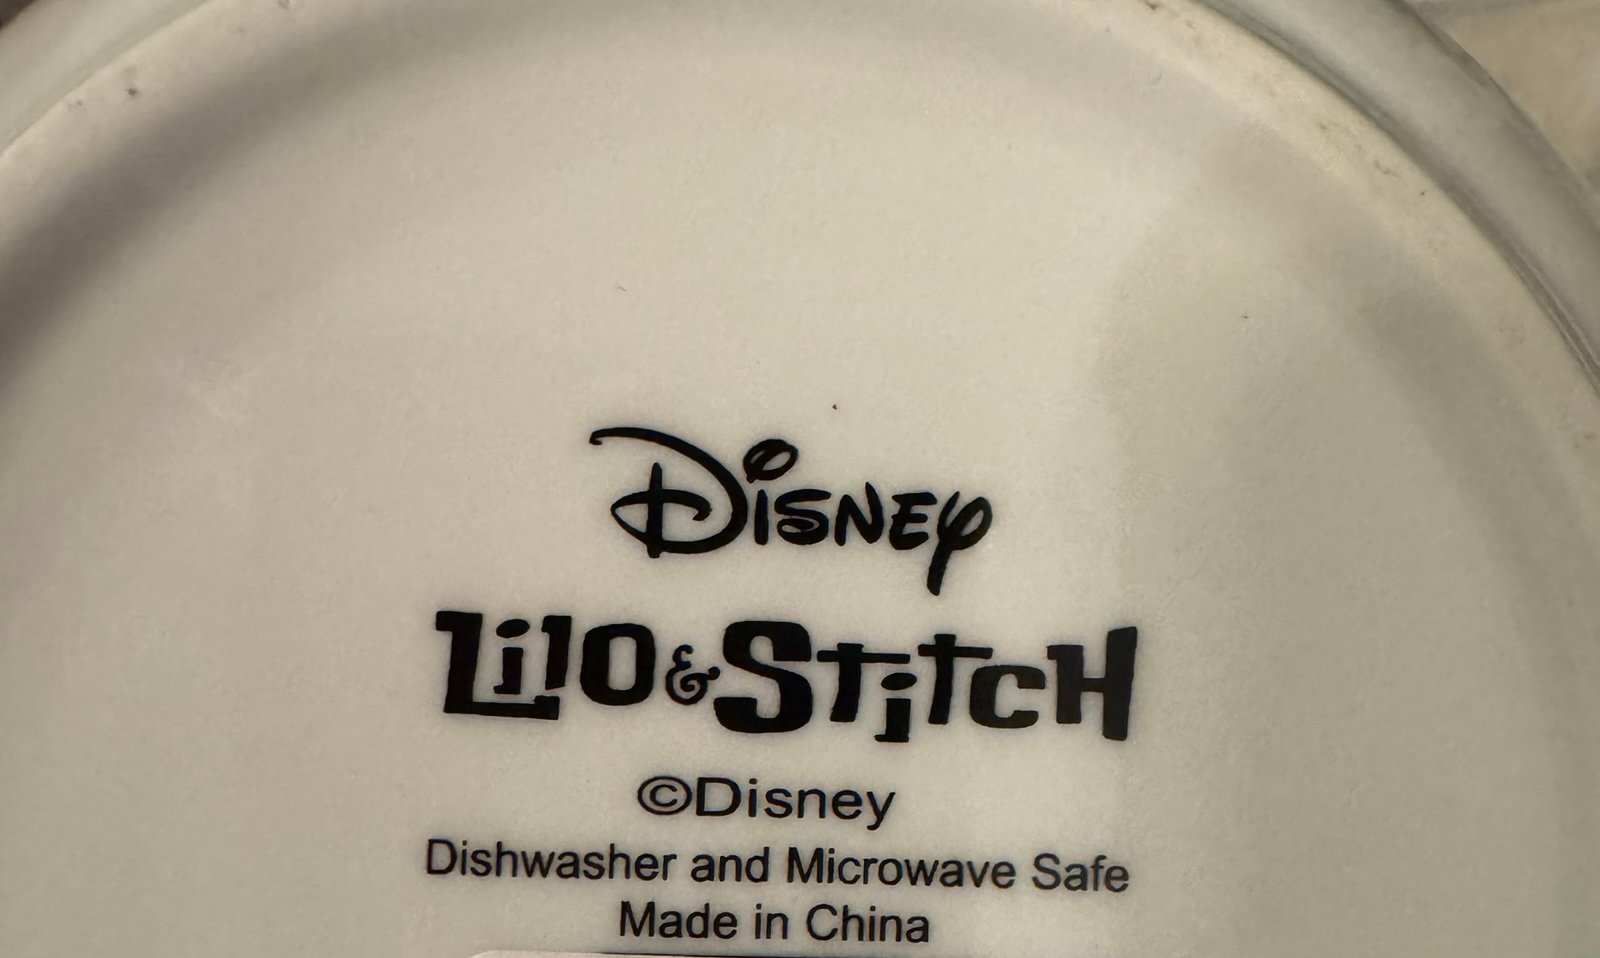 Disney
Lilo & Stitch
©Disney
Dishwasher and Microwave Safe
Made in China